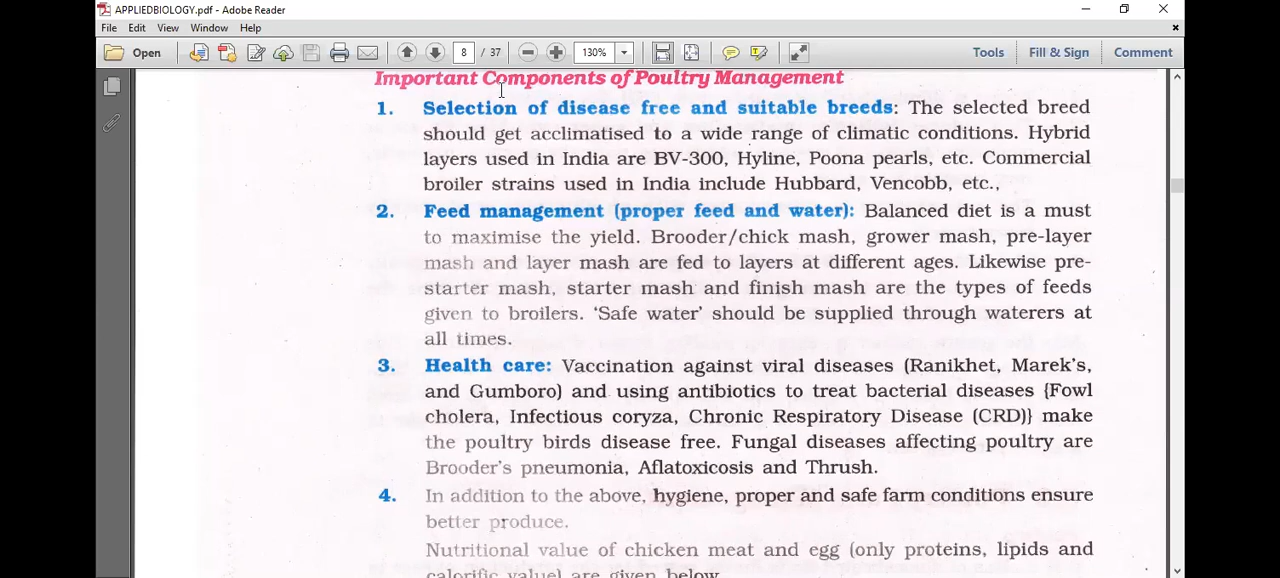 APPLIEDBIOLOGY.pdf - Adobe Reader
File Edit View Window Help
Open 8 / 37 130% Tools Fill & Sign Comment
Important Components of Poultry Management
1. Selection of disease free and suitable breeds: The selected breed
should get acclimatised to a wide range of climatic conditions. Hybrid
layers used in India are BV-300, Hyline, Poona pearls, etc. Commercial
broiler strains used in India include Hubbard, Vencobb, etc.,
2. Feed management (proper feed and water): Balanced diet is a must
to maximise the yield. Brooder/chick mash, grower mash, pre-layer
mash and layer mash are fed to layers at different ages. Likewise pre-
starter mash, starter mash and finish mash are the types of feeds
given to broilers. 'Safe water' should be supplied through waterers at
all times.
3. Health care: Vaccination against viral diseases (Ranikhet, Marek's,
and Gumboro) and using antibiotics to treat bacterial diseases {Fowl
cholera, Infectious coryza, Chronic Respiratory Disease (CRD)} make
the poultry birds disease free. Fungal diseases affecting poultry are
Brooder's pneumonia, Aflatoxicosis and Thrush.
4. In addition to the above, hygiene, proper and safe farm conditions ensure
better produce.
Nutritional value of chicken meat and egg (only proteins, lipids and
calorific value) are given below